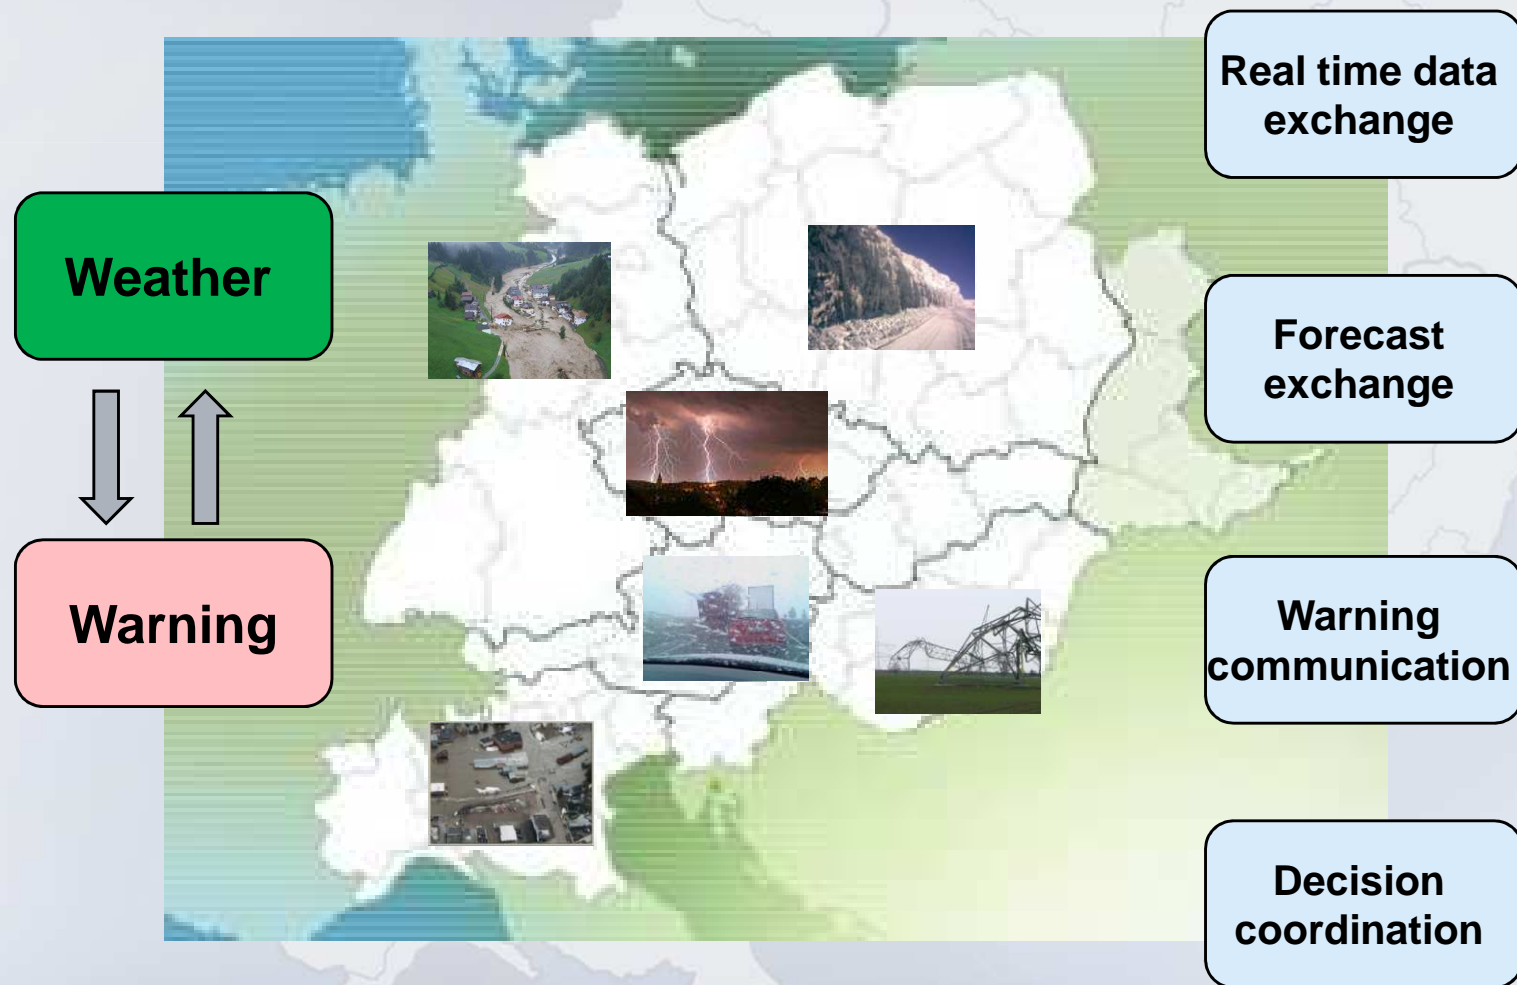 Weather
Warning
Real time data
exchange
Forecast
exchange
Warning
communication
Decision
coordination